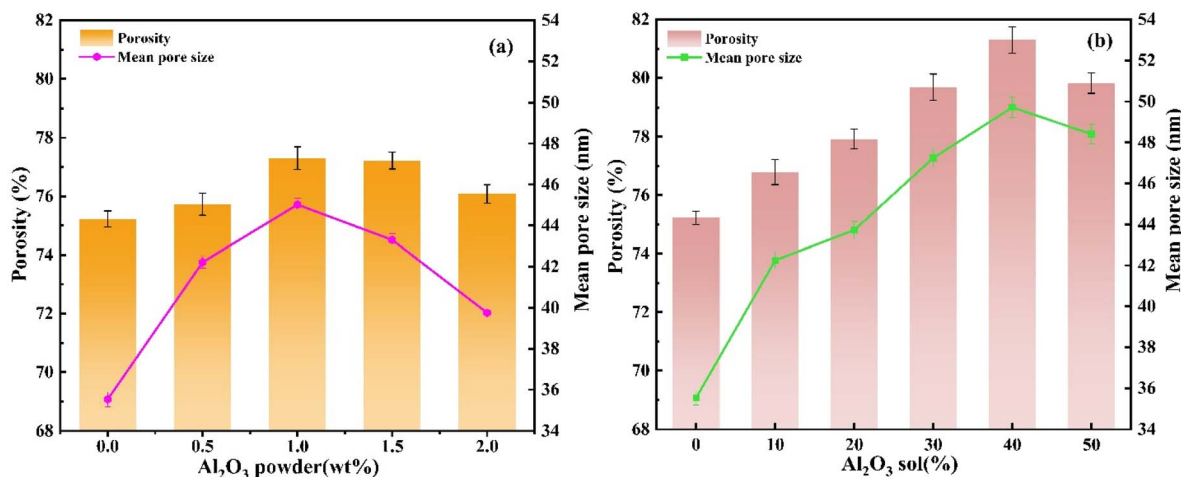 82
80
78
76
74
72
70
68
Porosity (%)
Porosity
Mean pore size
(a)
54
52
50
48
46
44
42
40
38
36
34
Mean pore size (nm)
0.0 0.5 1.0 1.5 2.0
Al₂O₃ powder(wt%)
82
80
78
76
74
72
70
68
Porosity (%)
Porosity
Mean pore size
(b)
54
52
50
48
46
44
42
40
38
36
34
Mean pore size (nm)
0 10 20 30 40 50
Al₂O₃ sol(%)